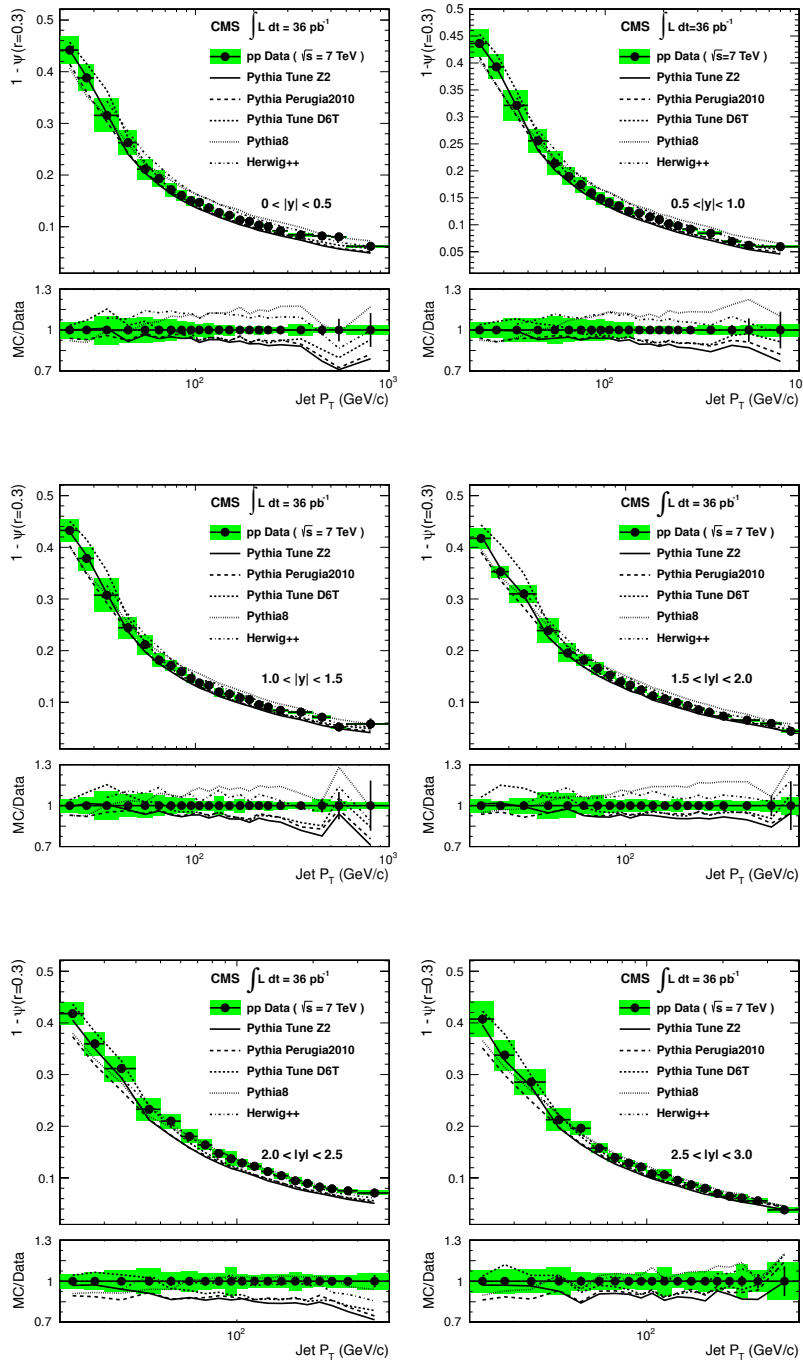 CMS ∫L dt = 36 pb⁻¹
pp Data ( √s = 7 TeV )
Pythia Tune Z2
Pythia Perugia2010
Pythia Tune D6T
Pythia8
Herwig++
0 < |y| < 0.5
1 - ψ(r=0.3)
0.5
0.4
0.3
0.2
0.1
MC/Data
1.3
1
0.7
10²
10³
Jet P_T (GeV/c)
CMS ∫L dt=36 pb⁻¹
pp Data ( √s=7 TeV )
Pythia Tune Z2
Pythia Perugia2010
Pythia Tune D6T
Pythia8
Herwig++
0.5 < |y|< 1.0
1-ψ(r=0.3)
0.5
0.45
0.4
0.35
0.3
0.25
0.2
0.15
0.1
0.05
MC/Data
1.3
1
0.7
10²
10
Jet P_T (GeV/c)
CMS ∫L dt = 36 pb⁻¹
pp Data ( √s = 7 TeV )
Pythia Tune Z2
Pythia Perugia2010
Pythia Tune D6T
Pythia8
Herwig++
1.0 < |y| < 1.5
1 - ψ(r=0.3)
0.5
0.4
0.3
0.2
0.1
MC/Data
1.3
1
0.7
10²
10³
Jet P_T (GeV/c)
CMS ∫L dt = 36 pb⁻¹
pp Data ( √s = 7 TeV )
Pythia Tune Z2
Pythia Perugia2010
Pythia Tune D6T
Pythia8
Herwig++
1.5 < |y| < 2.0
1 - ψ(r=0.3)
0.5
0.4
0.3
0.2
0.1
MC/Data
1.3
1
0.7
10²
Jet P_T (GeV/c)
CMS ∫L dt = 36 pb⁻¹
pp Data ( √s = 7 TeV )
Pythia Tune Z2
Pythia Perugia2010
Pythia Tune D6T
Pythia8
Herwig++
2.0 < |y| < 2.5
1 - ψ(r=0.3)
0.5
0.4
0.3
0.2
0.1
MC/Data
1.3
1
0.7
10²
Jet P_T (GeV/c)
CMS ∫L dt = 36 pb⁻¹
pp Data ( √s = 7 TeV )
Pythia Tune Z2
Pythia Perugia2010
Pythia Tune D6T
Pythia8
Herwig++
2.5 < |y| < 3.0
1 - ψ(r=0.3)
0.5
0.4
0.3
0.2
0.1
MC/Data
1.3
1
0.7
10²
Jet P_T (GeV/c)